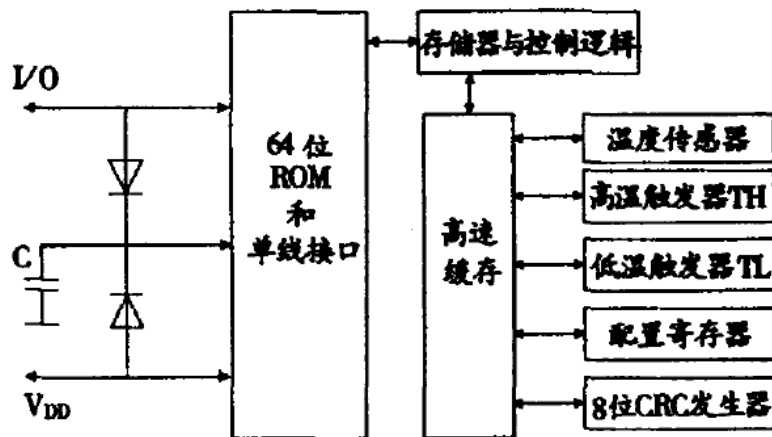 I/O
C
VDD
64位
ROM
和
单线接口
存储器与控制逻辑
高速
缓存
温度传感器
高温触发器TH
低温触发器TL
配置寄存器
8位CRC发生器